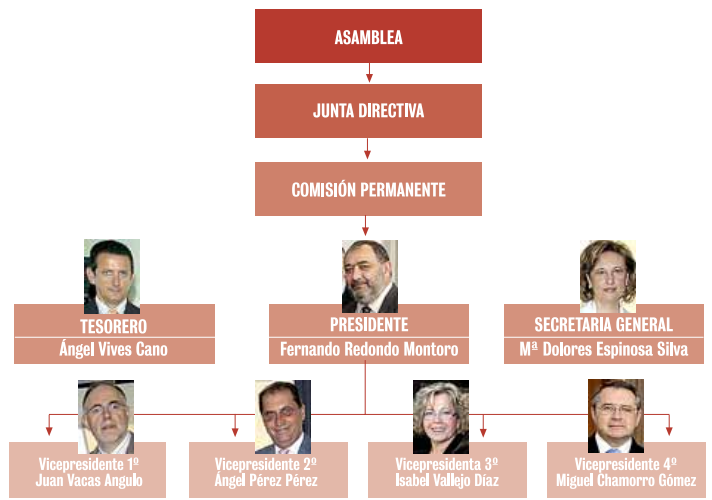 ASAMBLEA
JUNTA DIRECTIVA
COMISIÓN PERMANENTE
TESORERO
Ángel Vives Cano
PRESIDENTE
Fernando Redondo Montoro
SECRETARIA GENERAL
Mª Dolores Espinosa Silva
Vicepresidente 1º
Juan Vacas Angulo
Vicepresidente 2º
Ángel Pérez Pérez
Vicepresidenta 3º
Isabel Vallejo Díaz
Vicepresidente 4º
Miguel Chamorro Gómez